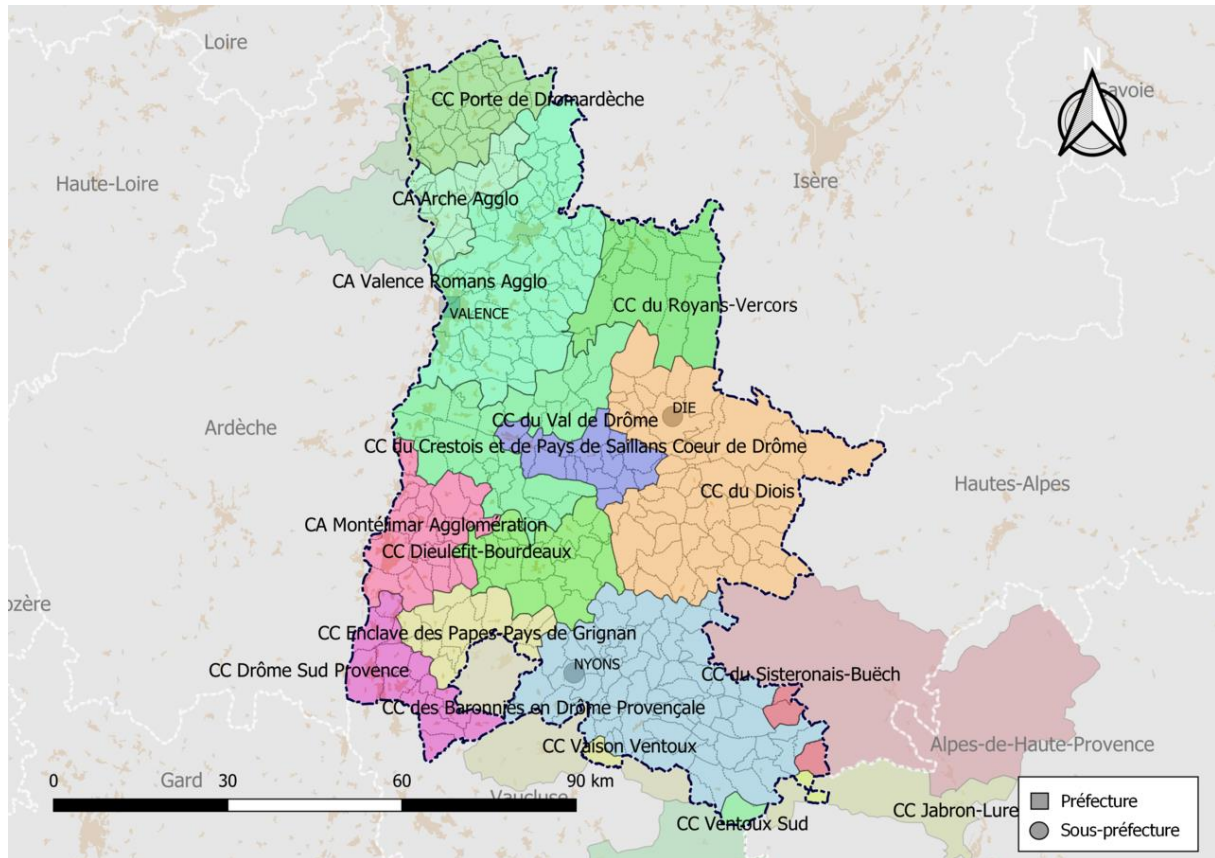 Loire
N
CC Porte de Dromardèche
Savoie
Haute-Loire
Isère
CA Arche Agglo
CA Valence Romans Agglo
VALENCE
CC du Royans-Vercors
DIE
CC du Val de Drôme
Ardèche
CC du Crestois et de Pays de Saillans Coeur de Drôme
Hautes-Alpes
CC du Diois
CA Montélimar Agglomération
CC Dieulefit-Bourdeaux
ozère
CC Enclave des Papes-Pays de Grignan
CC Drôme Sud Provence
NYONS
CC du Sisteronais-Buëch
CC des Baronnies en Drôme Provençale
CC Vaison Ventoux
Alpes-de-Haute-Provence
0 30 60 90 km
Gard
Vaucluse
CC Ventoux Sud
CC Jabron-Lure
Préfecture
Sous-préfecture